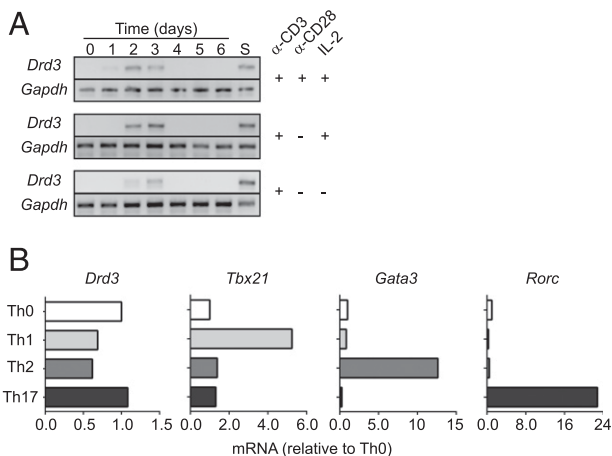 A
Time (days)
0 1 2 3 4 5 6 S
α-CD3 α-CD28 IL-2
Drd3
Gapdh
+ + +
Drd3
Gapdh
+ - +
Drd3
Gapdh
+ - -
B
Drd3 Tbx21 Gata3 Rorc
Th0
Th1
Th2
Th17
0.0 0.5 1.0 1.5 0.0 2.0 4.0 6.0 0.0 5.0 10 15 0.0 8 16 24
mRNA (relative to Th0)